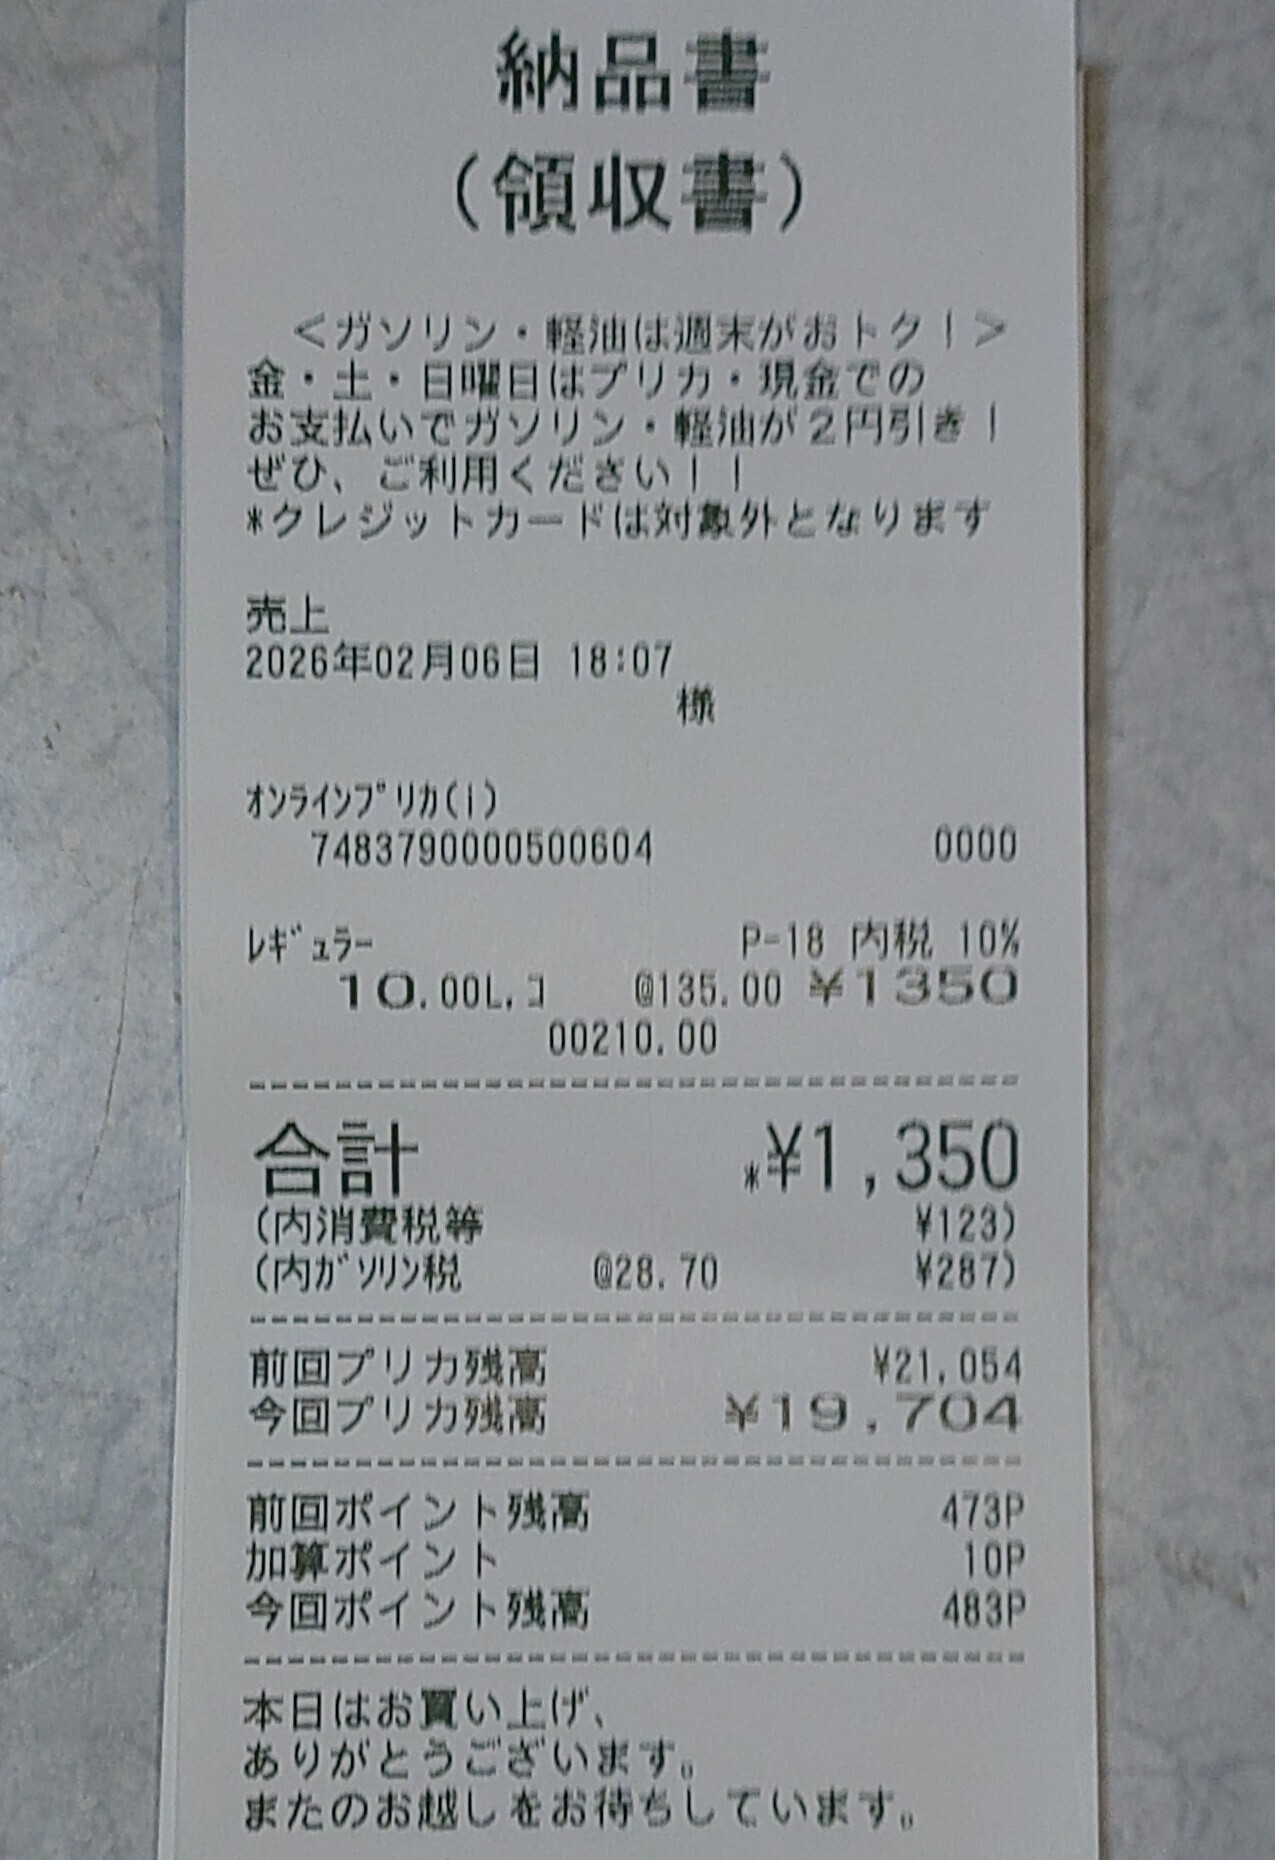 納品書
(領収書)
＜ガソリン・軽油は週末がおトク！＞
金・土・日曜日はプリカ・現金での
お支払いでガソリン・軽油が２円引き！
ぜひ、ご利用ください！！
*クレジットカードは対象外となります
売上
2026年02月06日 18:07
様
ｵﾝﾗｲﾝﾌﾟﾘｶ(i)
7483790000500604 0000
ﾚｷﾞｭﾗｰ P-18 内税 10%
10.00L,ｺ @135.00 ¥1350
00210.00
合計 *¥1,350
(内消費税等 ¥123)
(内ｶﾞｿﾘﾝ税 @28.70 ¥287)
前回プリカ残高 ¥21,054
今回プリカ残高 ¥19,704
前回ポイント残高 473P
加算ポイント 10P
今回ポイント残高 483P
本日はお買い上げ、
ありがとうございます。
またのお越しをお待ちしています。